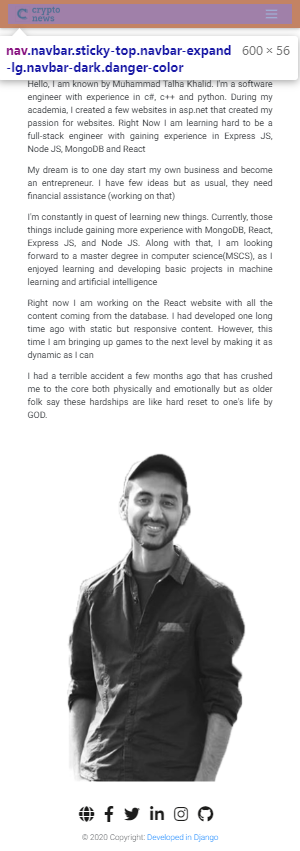 crypto
news
nav.navbar.sticky-top.navbar-expand 600 × 56
-lg.navbar-dark.danger-color
Hello, I am known by Muhammad Talha Khalid. I'm a software
engineer with experience in c#, c++ and python. During my
academia, I created a few websites in asp.net that created my
passion for websites. Right Now I am learning hard to be a
full-stack engineer with gaining experience in Express JS,
Node JS, MongoDB and React
My dream is to one day start my own business and become
an entrepreneur. I have few ideas but as usual, they need
financial assistance (working on that)
I'm constantly in quest of learning new things. Currently, those
things include gaining more experience with MongoDB, React,
Express JS, and Node JS. Along with that, I am looking
forward to a master degree in computer science(MSCS), as I
enjoyed learning and developing basic projects in machine
learning and artificial intelligence
Right now I am working on the React website with all the
content coming from the database. I had developed one long
time ago with static but responsive content. However, this
time I am bringing up games to the next level by making it as
dynamic as I can
I had a terrible accident a few months ago that has crushed
me to the core both physically and emotionally but as older
folk say these hardships are like hard reset to one's life by
GOD.
© 2020 Copyright: Developed in Django